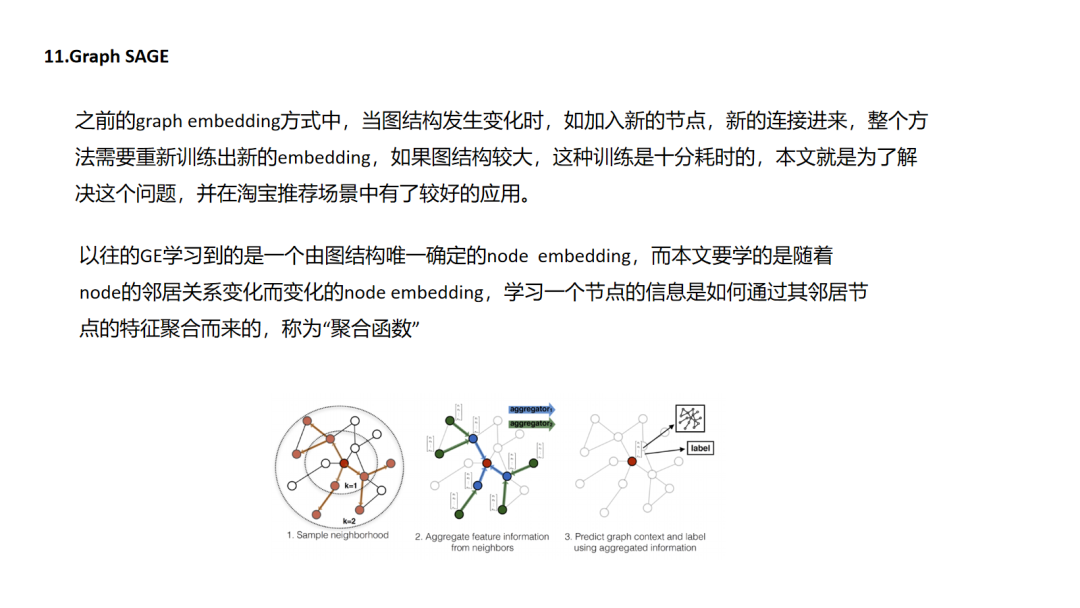 11.Graph SAGE
之前的graph embedding方式中，当图结构发生变化时，如加入新的节点，新的连接进来，整个方
法需要重新训练出新的embedding，如果图结构较大，这种训练是十分耗时的，本文就是为了解
决这个问题，并在淘宝推荐场景中有了较好的应用。
以往的GE学习到的是一个由图结构唯一确定的node  embedding，而本文要学的是随着
node的邻居关系变化而变化的node embedding，学习一个节点的信息是如何通过其邻居节
点的特征聚合而来的，称为“聚合函数”
k=1
k=2
1. Sample neighborhood
aggregator₁
aggregator₂
2. Aggregate feature information
from neighbors
label
3. Predict graph context and label
using aggregated information